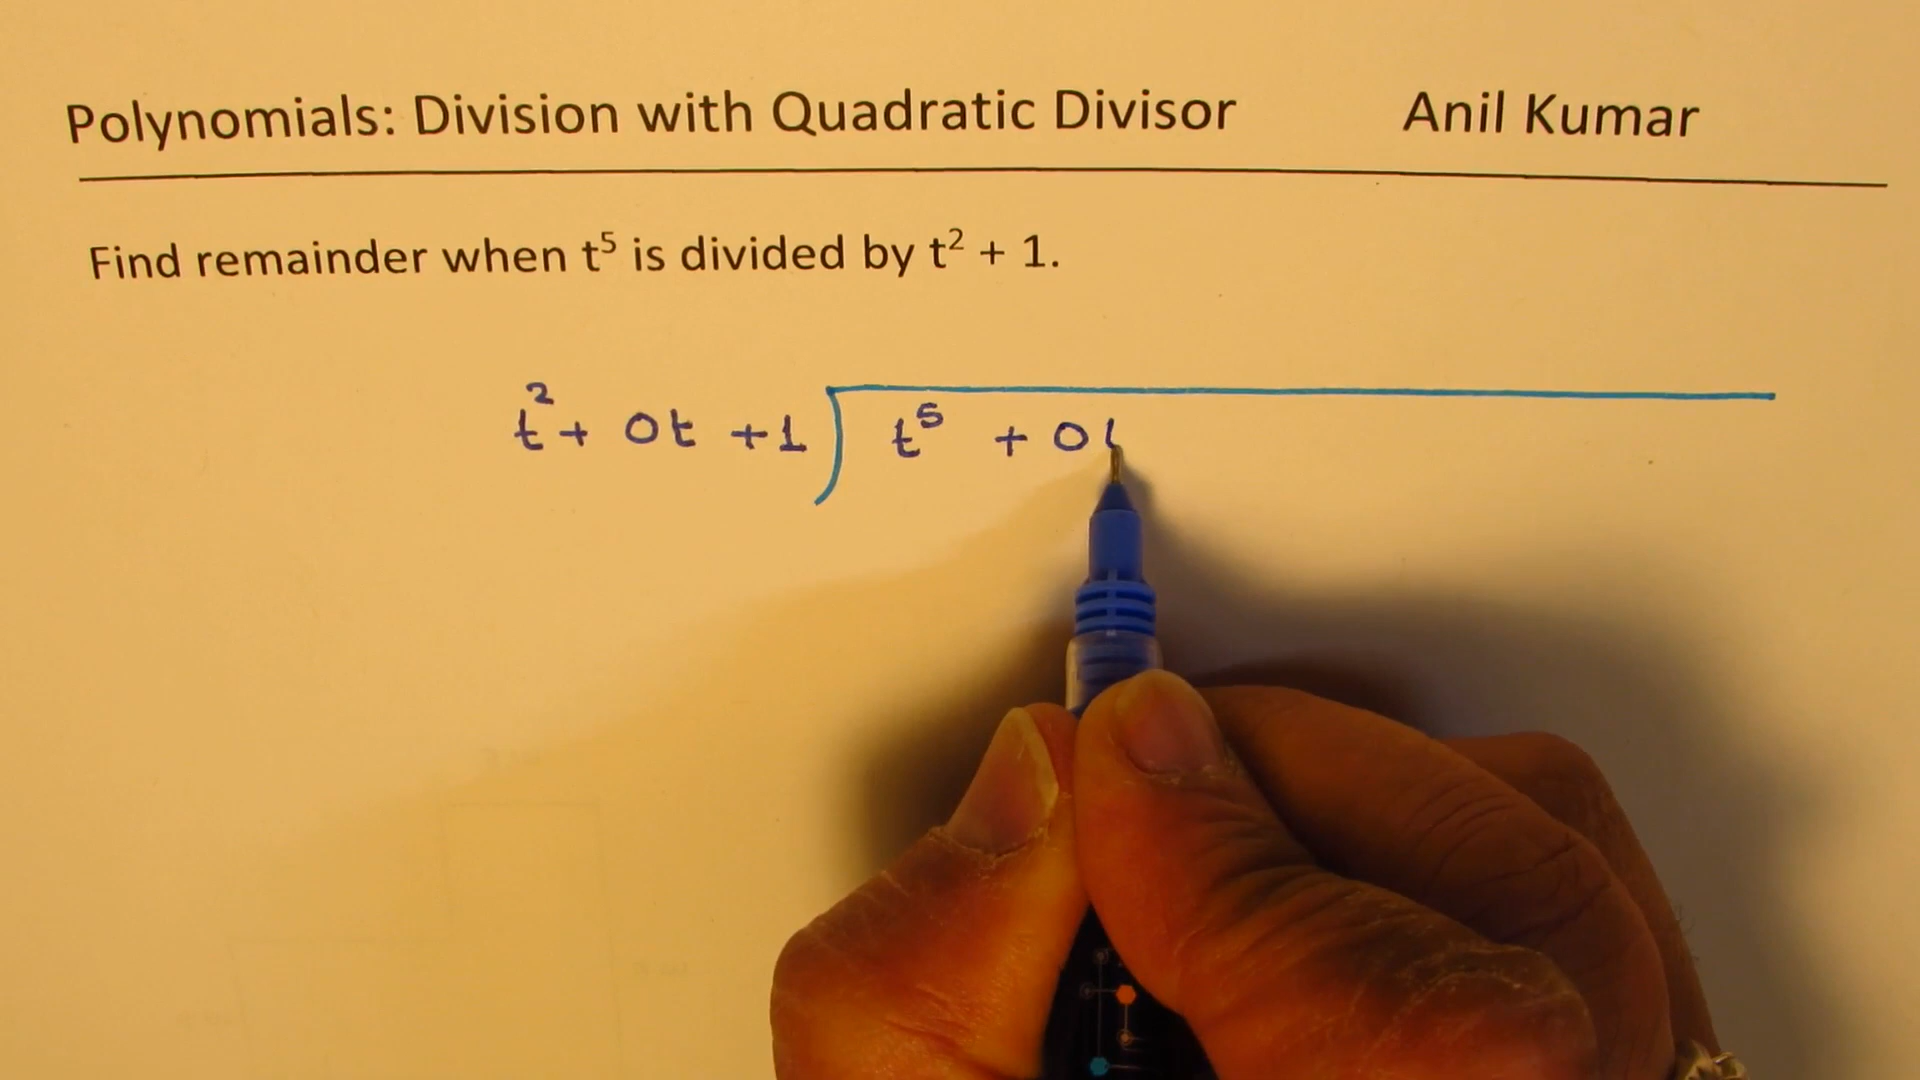 Polynomials: Division with Quadratic Divisor Anil Kumar
Find remainder when t⁵ is divided by t² + 1.
t² + 0t + 1 ) t⁵ + 0